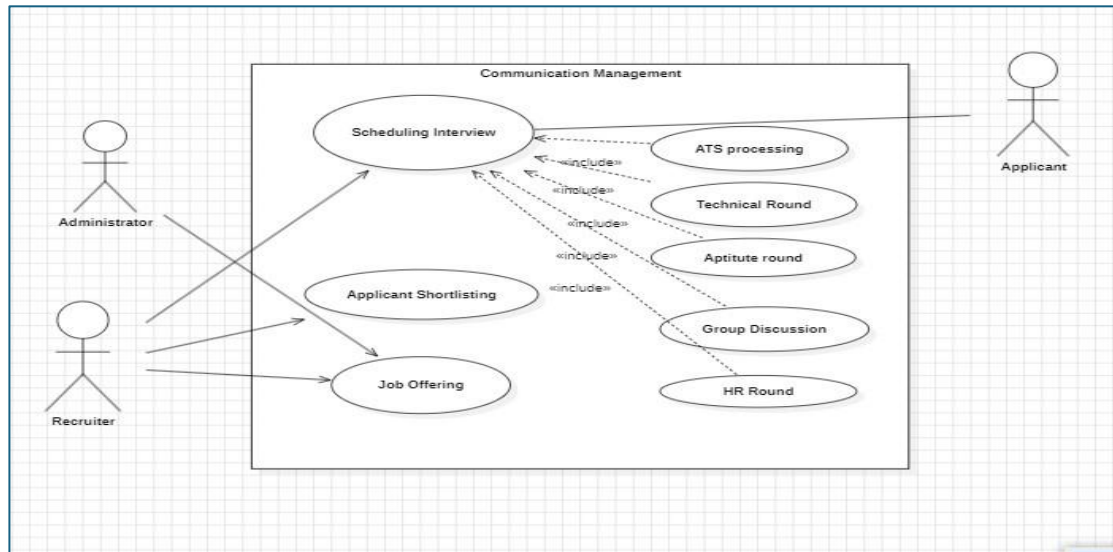 Communication Management
Scheduling Interview
ATS processing
Applicant
«include»
Technical Round
«include»
Administrator
«include»
Aptitute round
«include»
Applicant Shortlisting
«include»
Group Discussion
Job Offering
HR Round
Recruiter